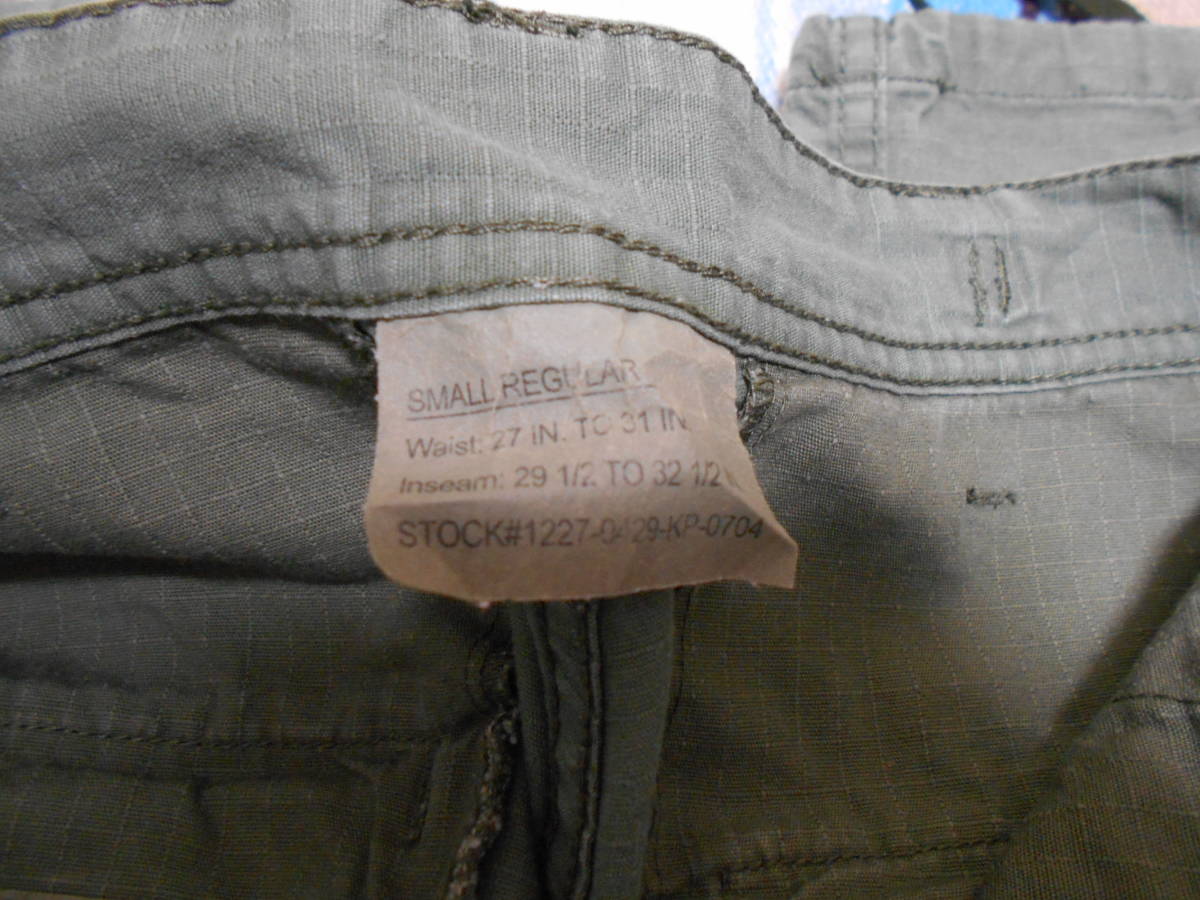 SMALL REGULAR
Waist: 27 IN. TO 31 IN
Inseam: 29 1/2 TO 32 1/2
STOCK#1227-0429-KP-0704